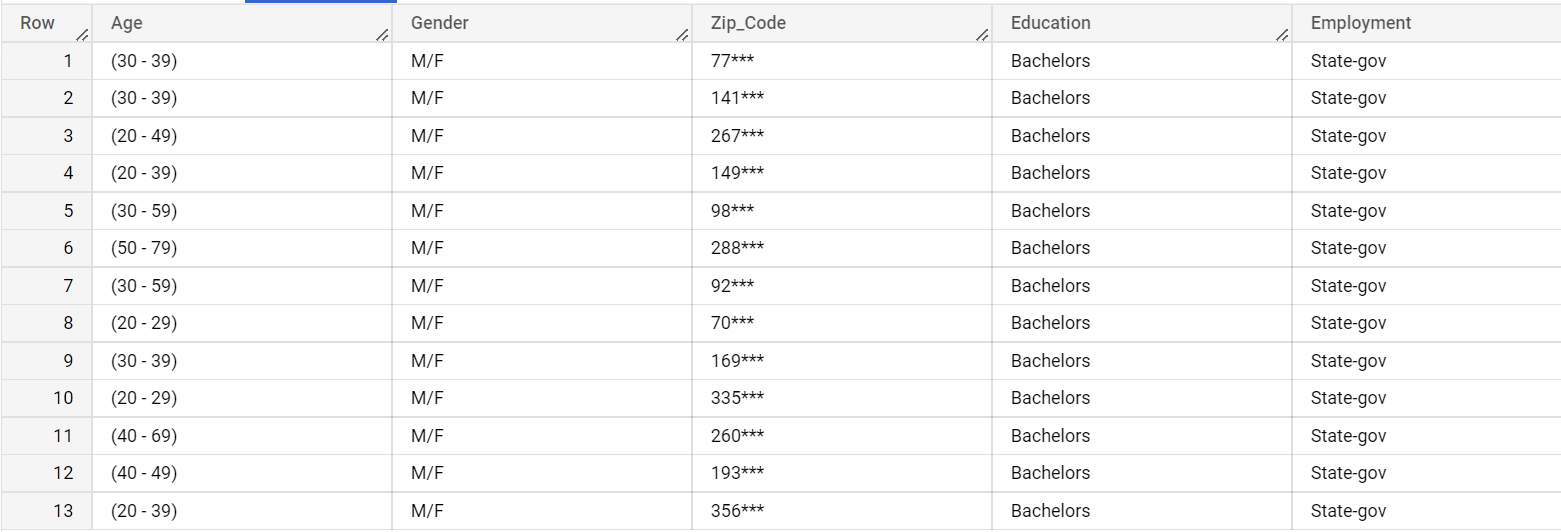 Row Age Gender Zip_Code Education Employment
1 (30 - 39) M/F 77*** Bachelors State-gov
2 (30 - 39) M/F 141*** Bachelors State-gov
3 (20 - 49) M/F 267*** Bachelors State-gov
4 (20 - 39) M/F 149*** Bachelors State-gov
5 (30 - 59) M/F 98*** Bachelors State-gov
6 (50 - 79) M/F 288*** Bachelors State-gov
7 (30 - 59) M/F 92*** Bachelors State-gov
8 (20 - 29) M/F 70*** Bachelors State-gov
9 (30 - 39) M/F 169*** Bachelors State-gov
10 (20 - 29) M/F 335*** Bachelors State-gov
11 (40 - 69) M/F 260*** Bachelors State-gov
12 (40 - 49) M/F 193*** Bachelors State-gov
13 (20 - 39) M/F 356*** Bachelors State-gov